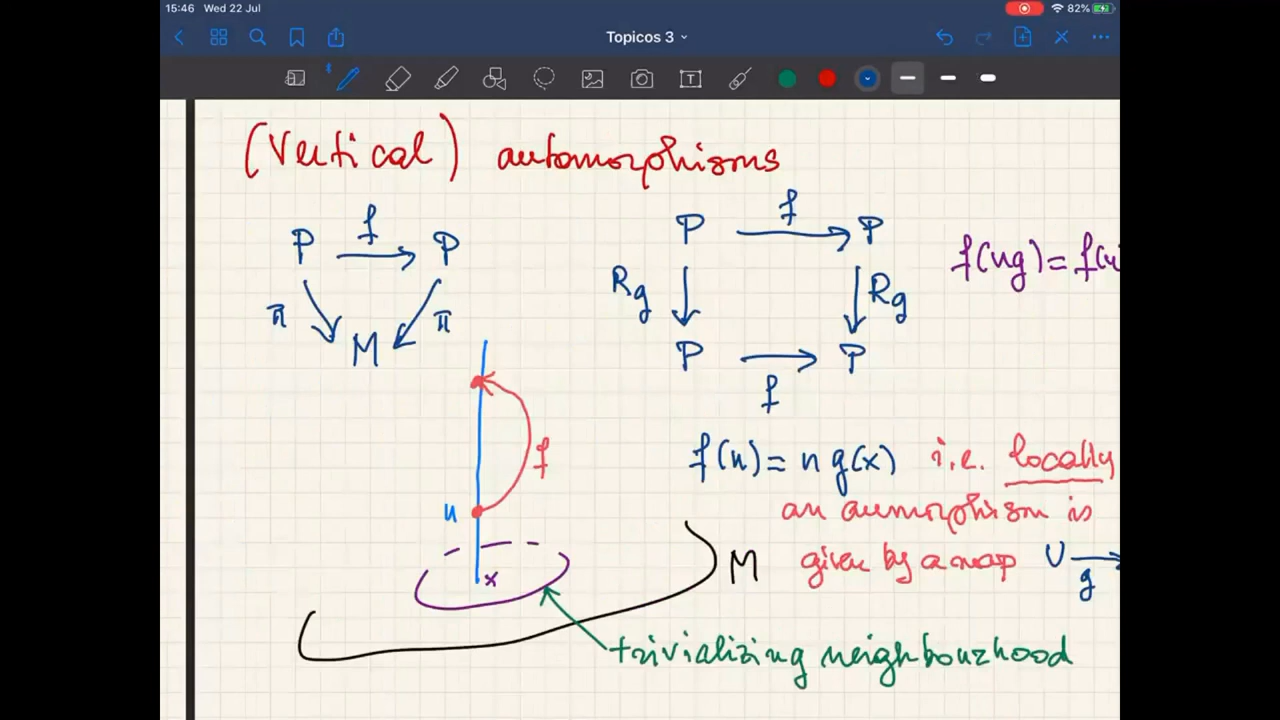 15:46 Wed 22 Jul
82%
Topicos 3
(Vertical) automorphisms
P f P
π M π
P f P
Rg Rg
P f P
f(ug) = f(u
f
u
x
f(u) = u g(x) i.e. locally
an aumorphism is
given by a map U → g
M
trivializing neighbourhood